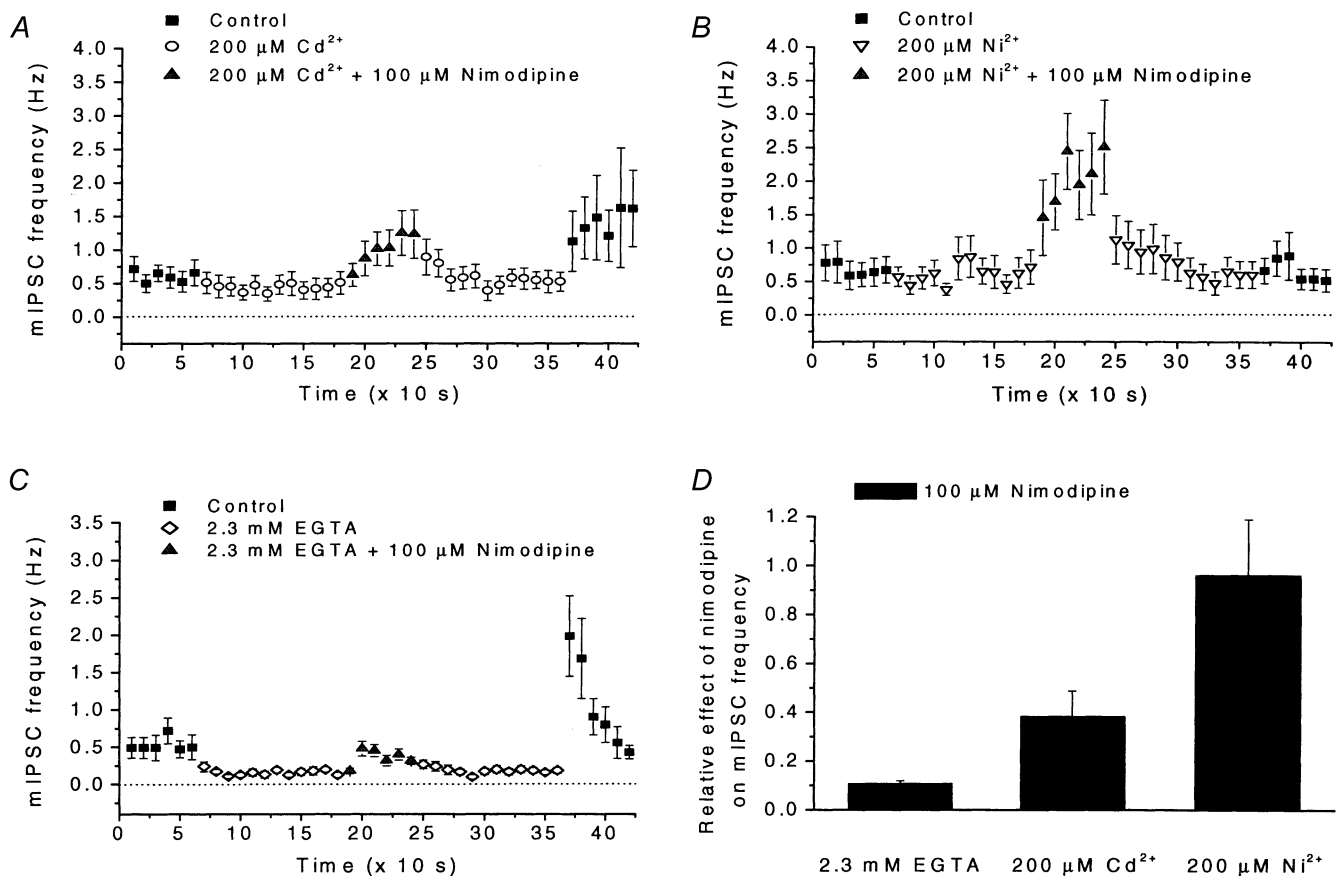 A
Control
200 μM Cd²⁺
200 μM Cd²⁺ + 100 μM Nimodipine
mIPSC frequency (Hz)
4.0
3.5
3.0
2.5
2.0
1.5
1.0
0.5
0.0
0 5 10 15 20 25 30 35 40
Time (x 10 s)
B
Control
200 μM Ni²⁺
200 μM Ni²⁺ + 100 μM Nimodipine
mIPSC frequency (Hz)
4.0
3.5
3.0
2.5
2.0
1.5
1.0
0.5
0.0
0 5 10 15 20 25 30 35 40
Time (x 10 s)
C
Control
2.3 mM EGTA
2.3 mM EGTA + 100 μM Nimodipine
mIPSC frequency (Hz)
3.5
3.0
2.5
2.0
1.5
1.0
0.5
0.0
0 5 10 15 20 25 30 35 40
Time (x 10 s)
D
100 μM Nimodipine
Relative effect of nimodipine
on mIPSC frequency
1.2
1.0
0.8
0.6
0.4
0.2
0.0
2.3 mM EGTA 200 μM Cd²⁺ 200 μM Ni²⁺